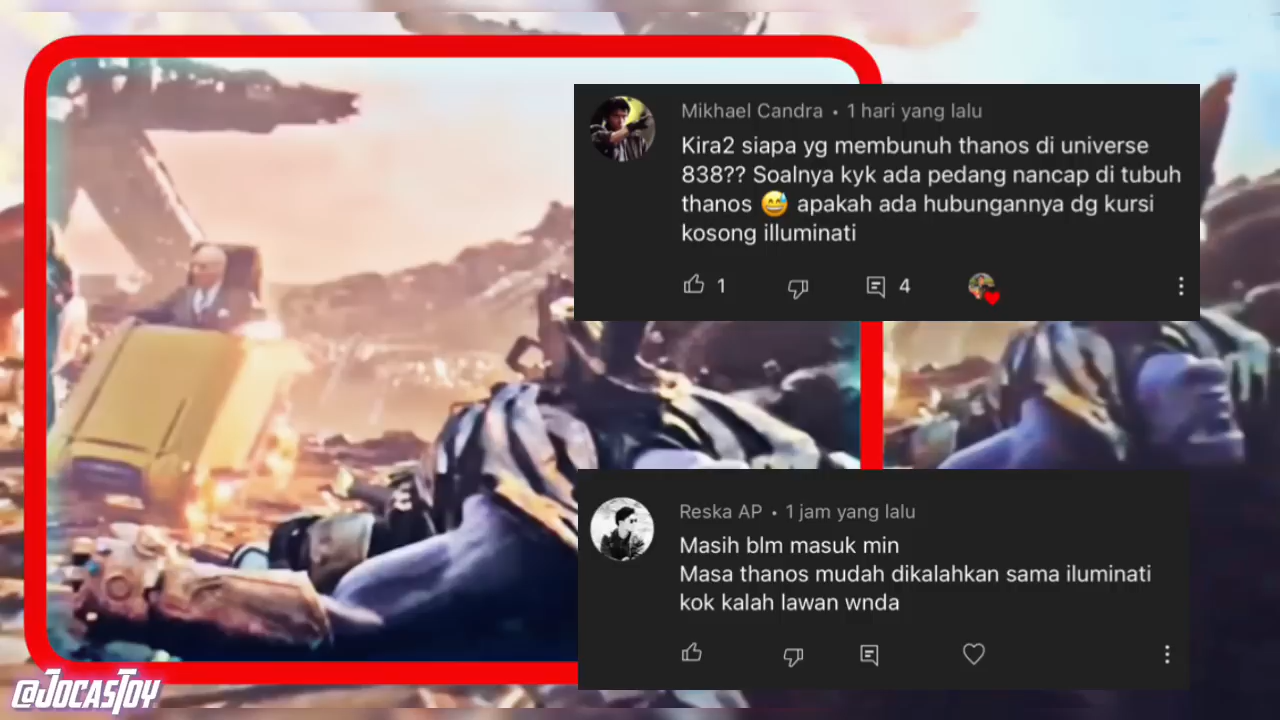 Mikhael Candra • 1 hari yang lalu
Kira2 siapa yg membunuh thanos di universe
838?? Soalnya kyk ada pedang nancap di tubuh
thanos 😅 apakah ada hubungannya dg kursi
kosong illuminati
1
4
Reska AP • 1 jam yang lalu
Masih blm masuk min
Masa thanos mudah dikalahkan sama iluminati
kok kalah lawan wnda
@JOCASTOY